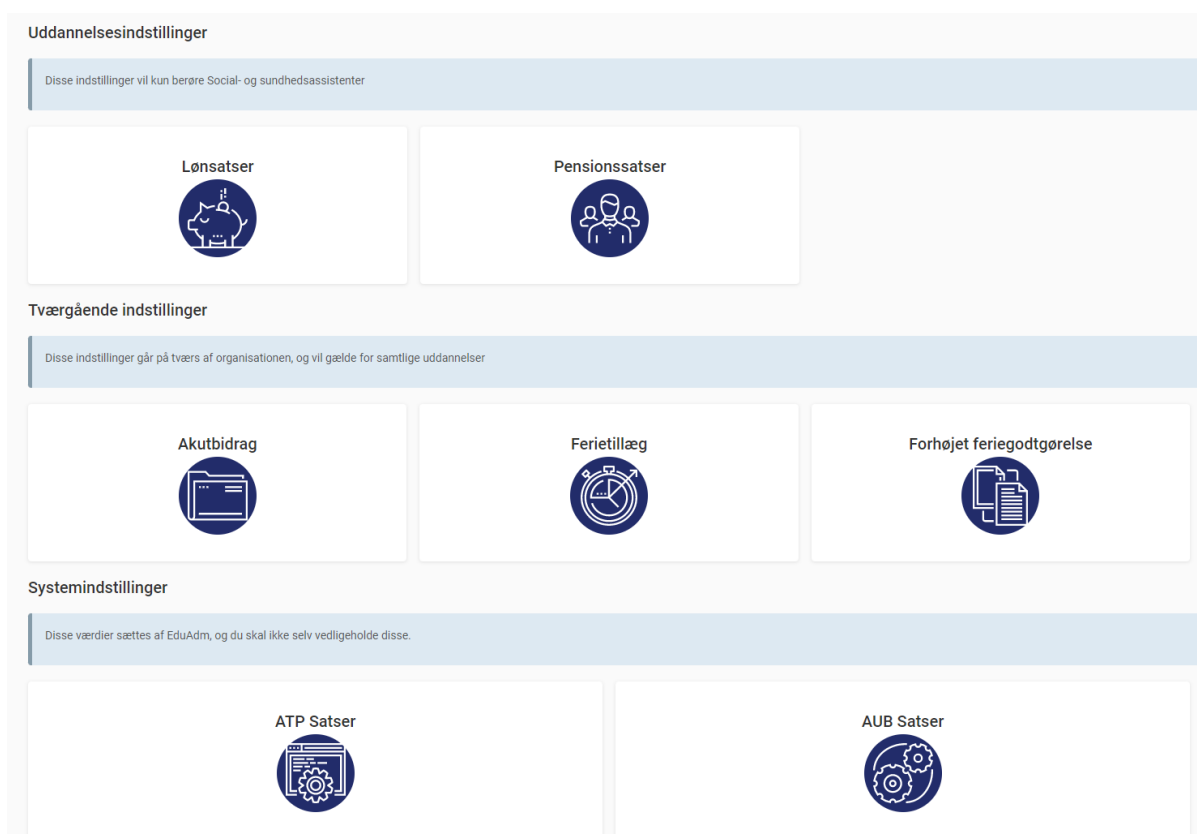 Uddannelsesindstillinger
Disse indstillinger vil kun berøre Social- og sundhedsassistenter
Lønsatser
Pensionssatser
Tværgående indstillinger
Disse indstillinger går på tværs af organisationen, og vil gælde for samtlige uddannelser
Akutbidrag
Ferietillæg
Forhøjet feriegodtgørelse
Systemindstillinger
Disse værdier sættes af EduAdm, og du skal ikke selv vedligeholde disse.
ATP Satser
AUB Satser